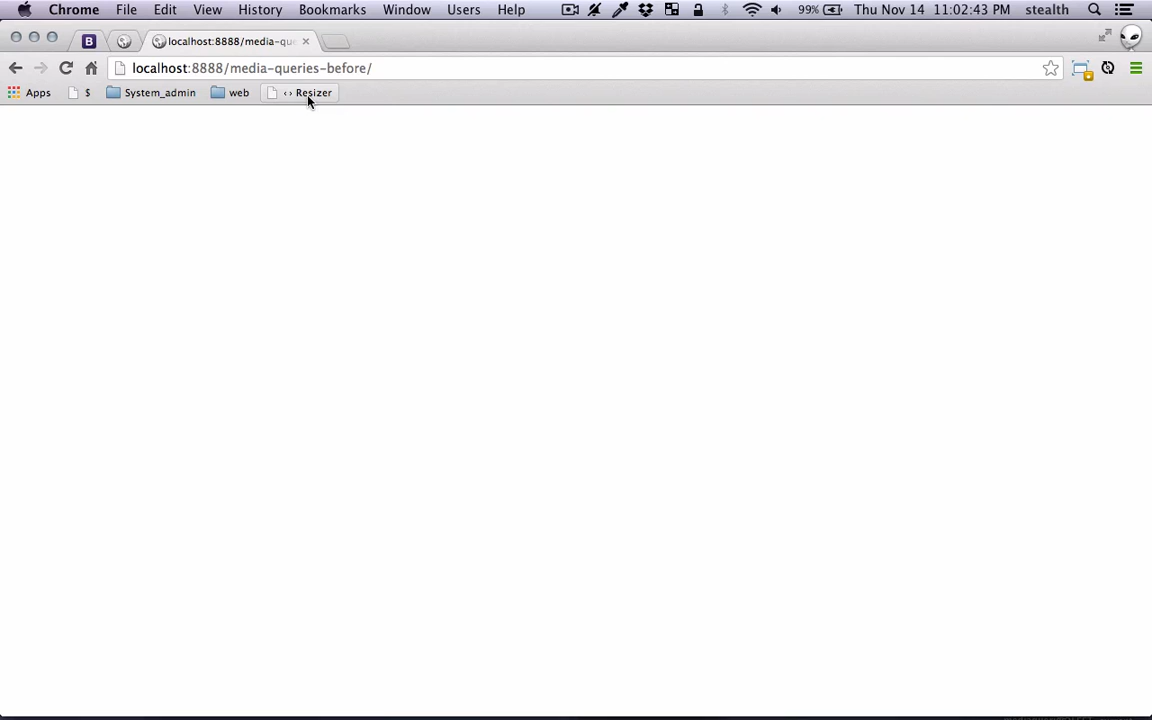 Chrome File Edit View History Bookmarks Window Users Help 99% Thu Nov 14 11:02:43 PM stealth
B localhost:8888/media-qu
localhost:8888/media-queries-before/
Apps $ System_admin web ‹› Resizer